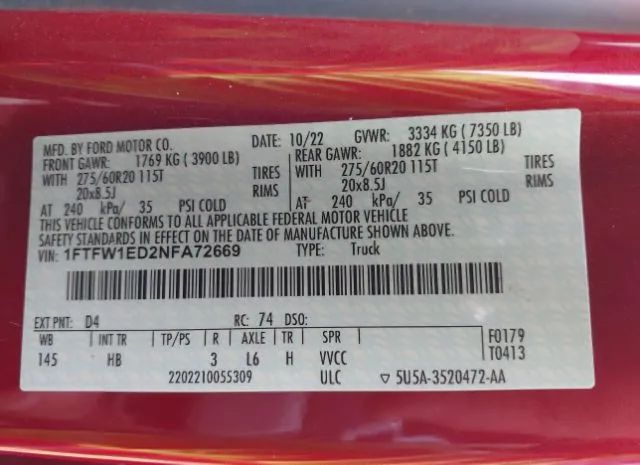 MFD. BY FORD MOTOR CO. DATE: 10/22 GVWR: 3334 KG ( 7350 LB)
FRONT GAWR: 1769 KG ( 3900 LB) REAR GAWR: 1882 KG ( 4150 LB)
WITH 275/60R20 115T TIRES WITH 275/60R20 115T TIRES
20x8.5J RIMS 20x8.5J RIMS
AT 240 kPa/ 35 PSI COLD AT 240 kPa/ 35 PSI COLD
THIS VEHICLE CONFORMS TO ALL APPLICABLE FEDERAL MOTOR VEHICLE
SAFETY STANDARDS IN EFFECT ON THE DATE OF MANUFACTURE SHOWN ABOVE.
VIN: 1FTFW1ED2NFA72669 TYPE: Truck
EXT PNT: D4 RC: 74 DSO:
WB INT TR TP/PS R AXLE TR SPR F0179
145 HB 3 L6 H VVCC T0413
2202210055309 ULC ▽ 5U5A-3520472-AA